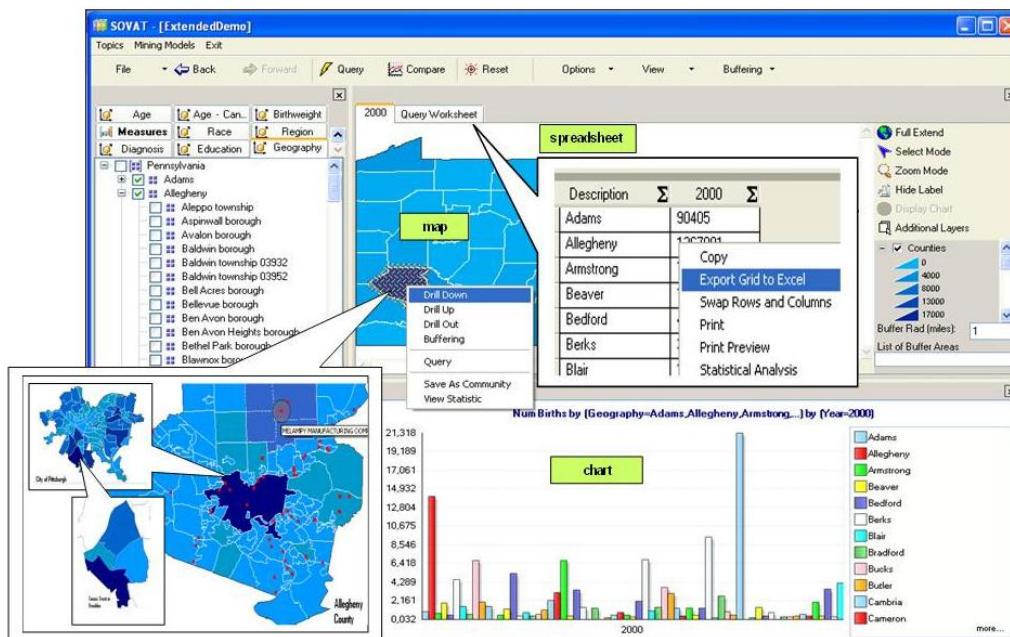 SOVAT - [ExtendedDemo]
Topics Mining Models Exit
File Back Forward Query Compare Reset Options View Buffering
Age Age - Can... Birthweight
Measures Race Region
Diagnosis Education Geography
Pennsylvania
Adams
Allegheny
Aleppo township
Aspinwall borough
Avalon borough
Baldwin borough
Baldwin township 03932
Baldwin township 03952
Bell Acres borough
Bellevue borough
Ben Avon borough
Ben Avon Heights borough
Bethel Park borough
Blawnox
2000 Query Worksheet
spreadsheet
map
Drill Down
Drill Up
Drill Out
Buffering
Query
Save As Community
View Statistic
Description Σ 2000 Σ
Adams 90405
Allegheny
Armstrong
Beaver
Bedford
Berks
Blair
Copy
Export Grid to Excel
Swap Rows and Columns
Print
Print Preview
Statistical Analysis
Full Extend
Select Mode
Zoom Mode
Hide Label
Display Chart
Additional Layers
Counties
0
4000
8000
13000
17000
Buffer Rad (miles): 1
List of Buffer Areas
City of Pittsburgh
MELAMPY MANUFACTURING COM
Allegheny
County
Num Births by (Geography=Adams,Allegheny,Armstrong,...) by (Year=2000)
chart
21,318
19,189
17,061
14,932
12,804
10,675
8,546
6,418
4,289
2,161
0,032
2000
Adams
Allegheny
Armstrong
Beaver
Bedford
Berks
Blair
Bradford
Bucks
Butler
Cambria
Cameron
more...